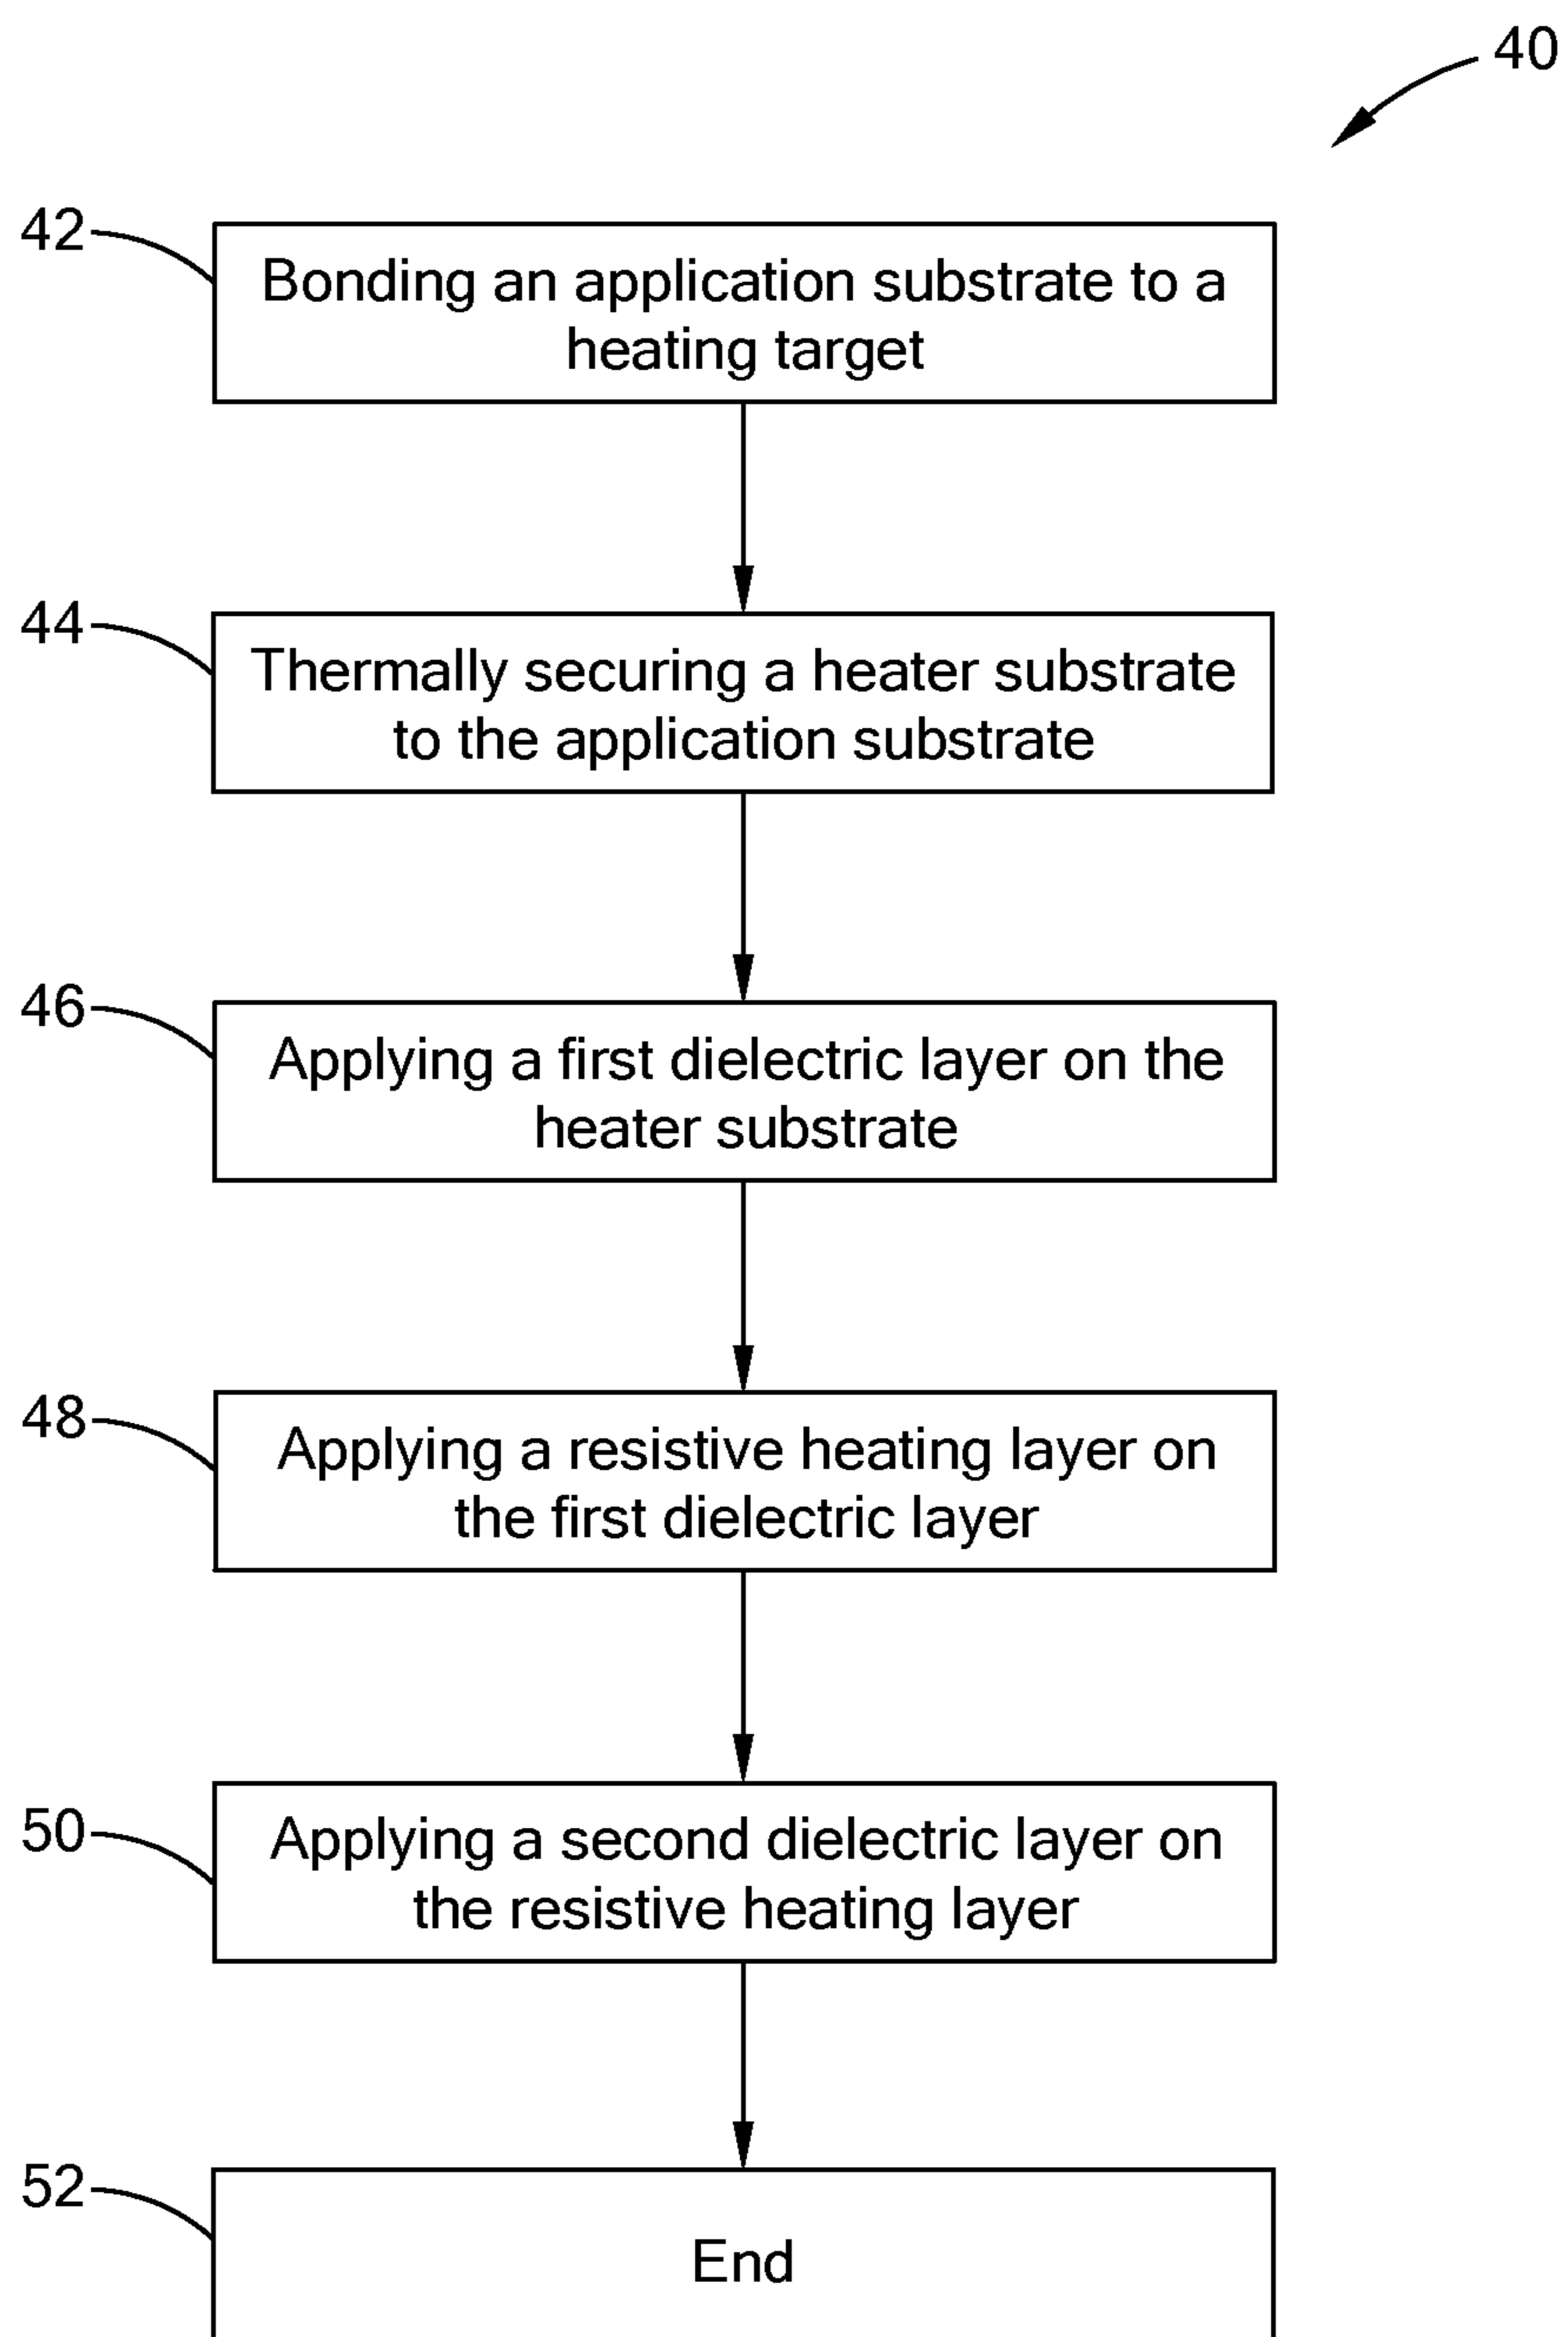 40
42
Bonding an application substrate to a
heating target
44
Thermally securing a heater substrate
to the application substrate
46
Applying a first dielectric layer on the
heater substrate
48
Applying a resistive heating layer on
the first dielectric layer
50
Applying a second dielectric layer on
the resistive heating layer
52
End